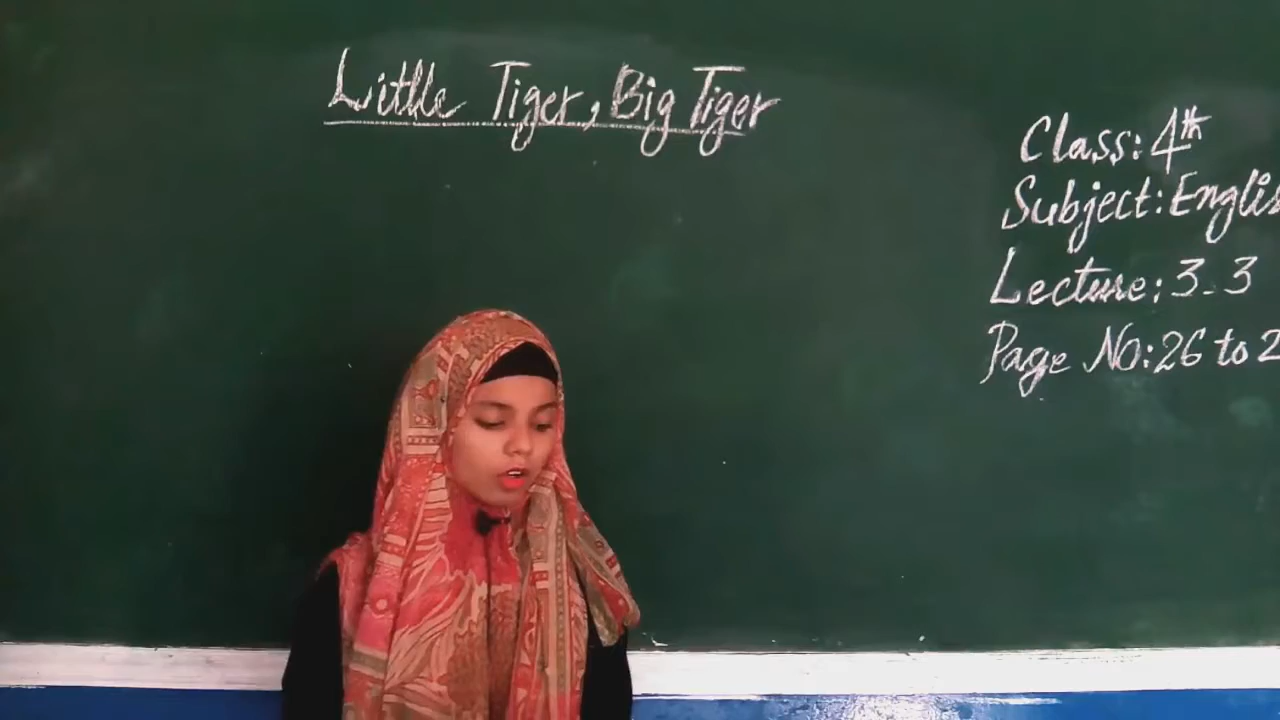 Little Tiger, Big Tiger
Class: 4th
Subject: Englis
Lecture: 3-3
Page No: 26 to 2